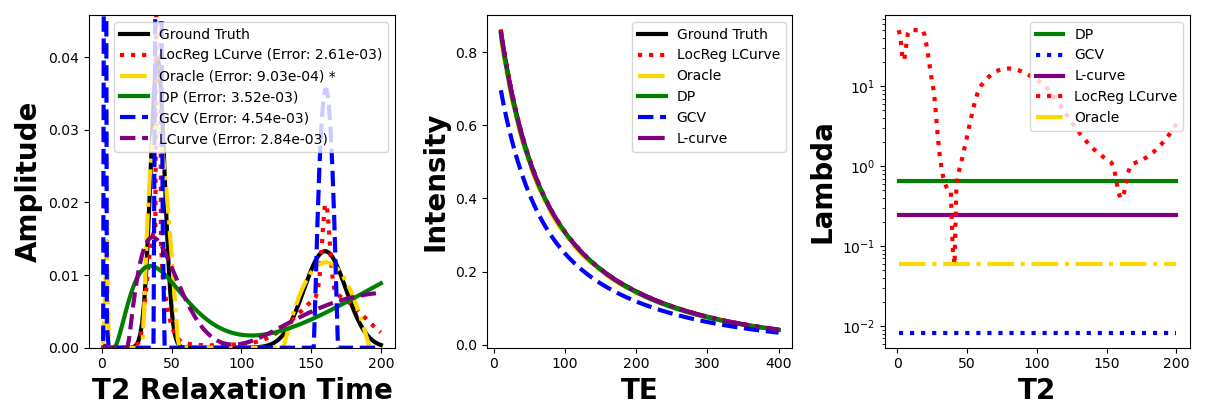 Amplitude
0.04
0.03
0.02
0.01
0.00
Ground Truth
LocReg LCurve (Error: 2.61e-03)
Oracle (Error: 9.03e-04) *
DP (Error: 3.52e-03)
GCV (Error: 4.54e-03)
LCurve (Error: 2.84e-03)
0 50 100 150 200
T2 Relaxation Time
Intensity
0.8
0.6
0.4
0.2
0.0
Ground Truth
LocReg LCurve
Oracle
DP
GCV
L-curve
0 100 200 300 400
TE
Lambda
10¹
10⁰
10⁻¹
10⁻²
DP
GCV
L-curve
LocReg LCurve
Oracle
0 50 100 150 200
T2